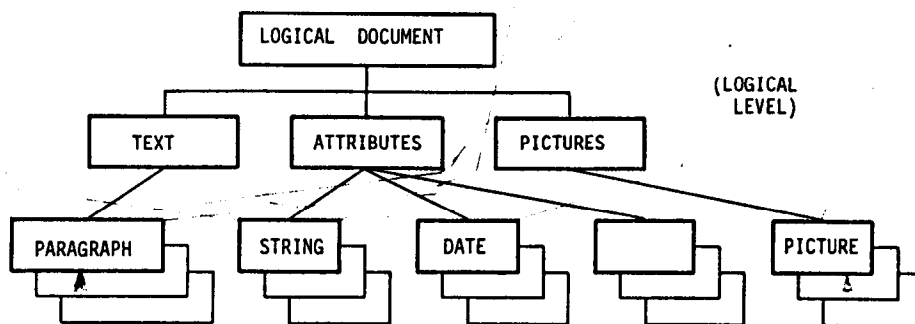 LOGICAL DOCUMENT
(LOGICAL
LEVEL)
TEXT
ATTRIBUTES
PICTURES
PARAGRAPH
STRING
DATE
PICTURE